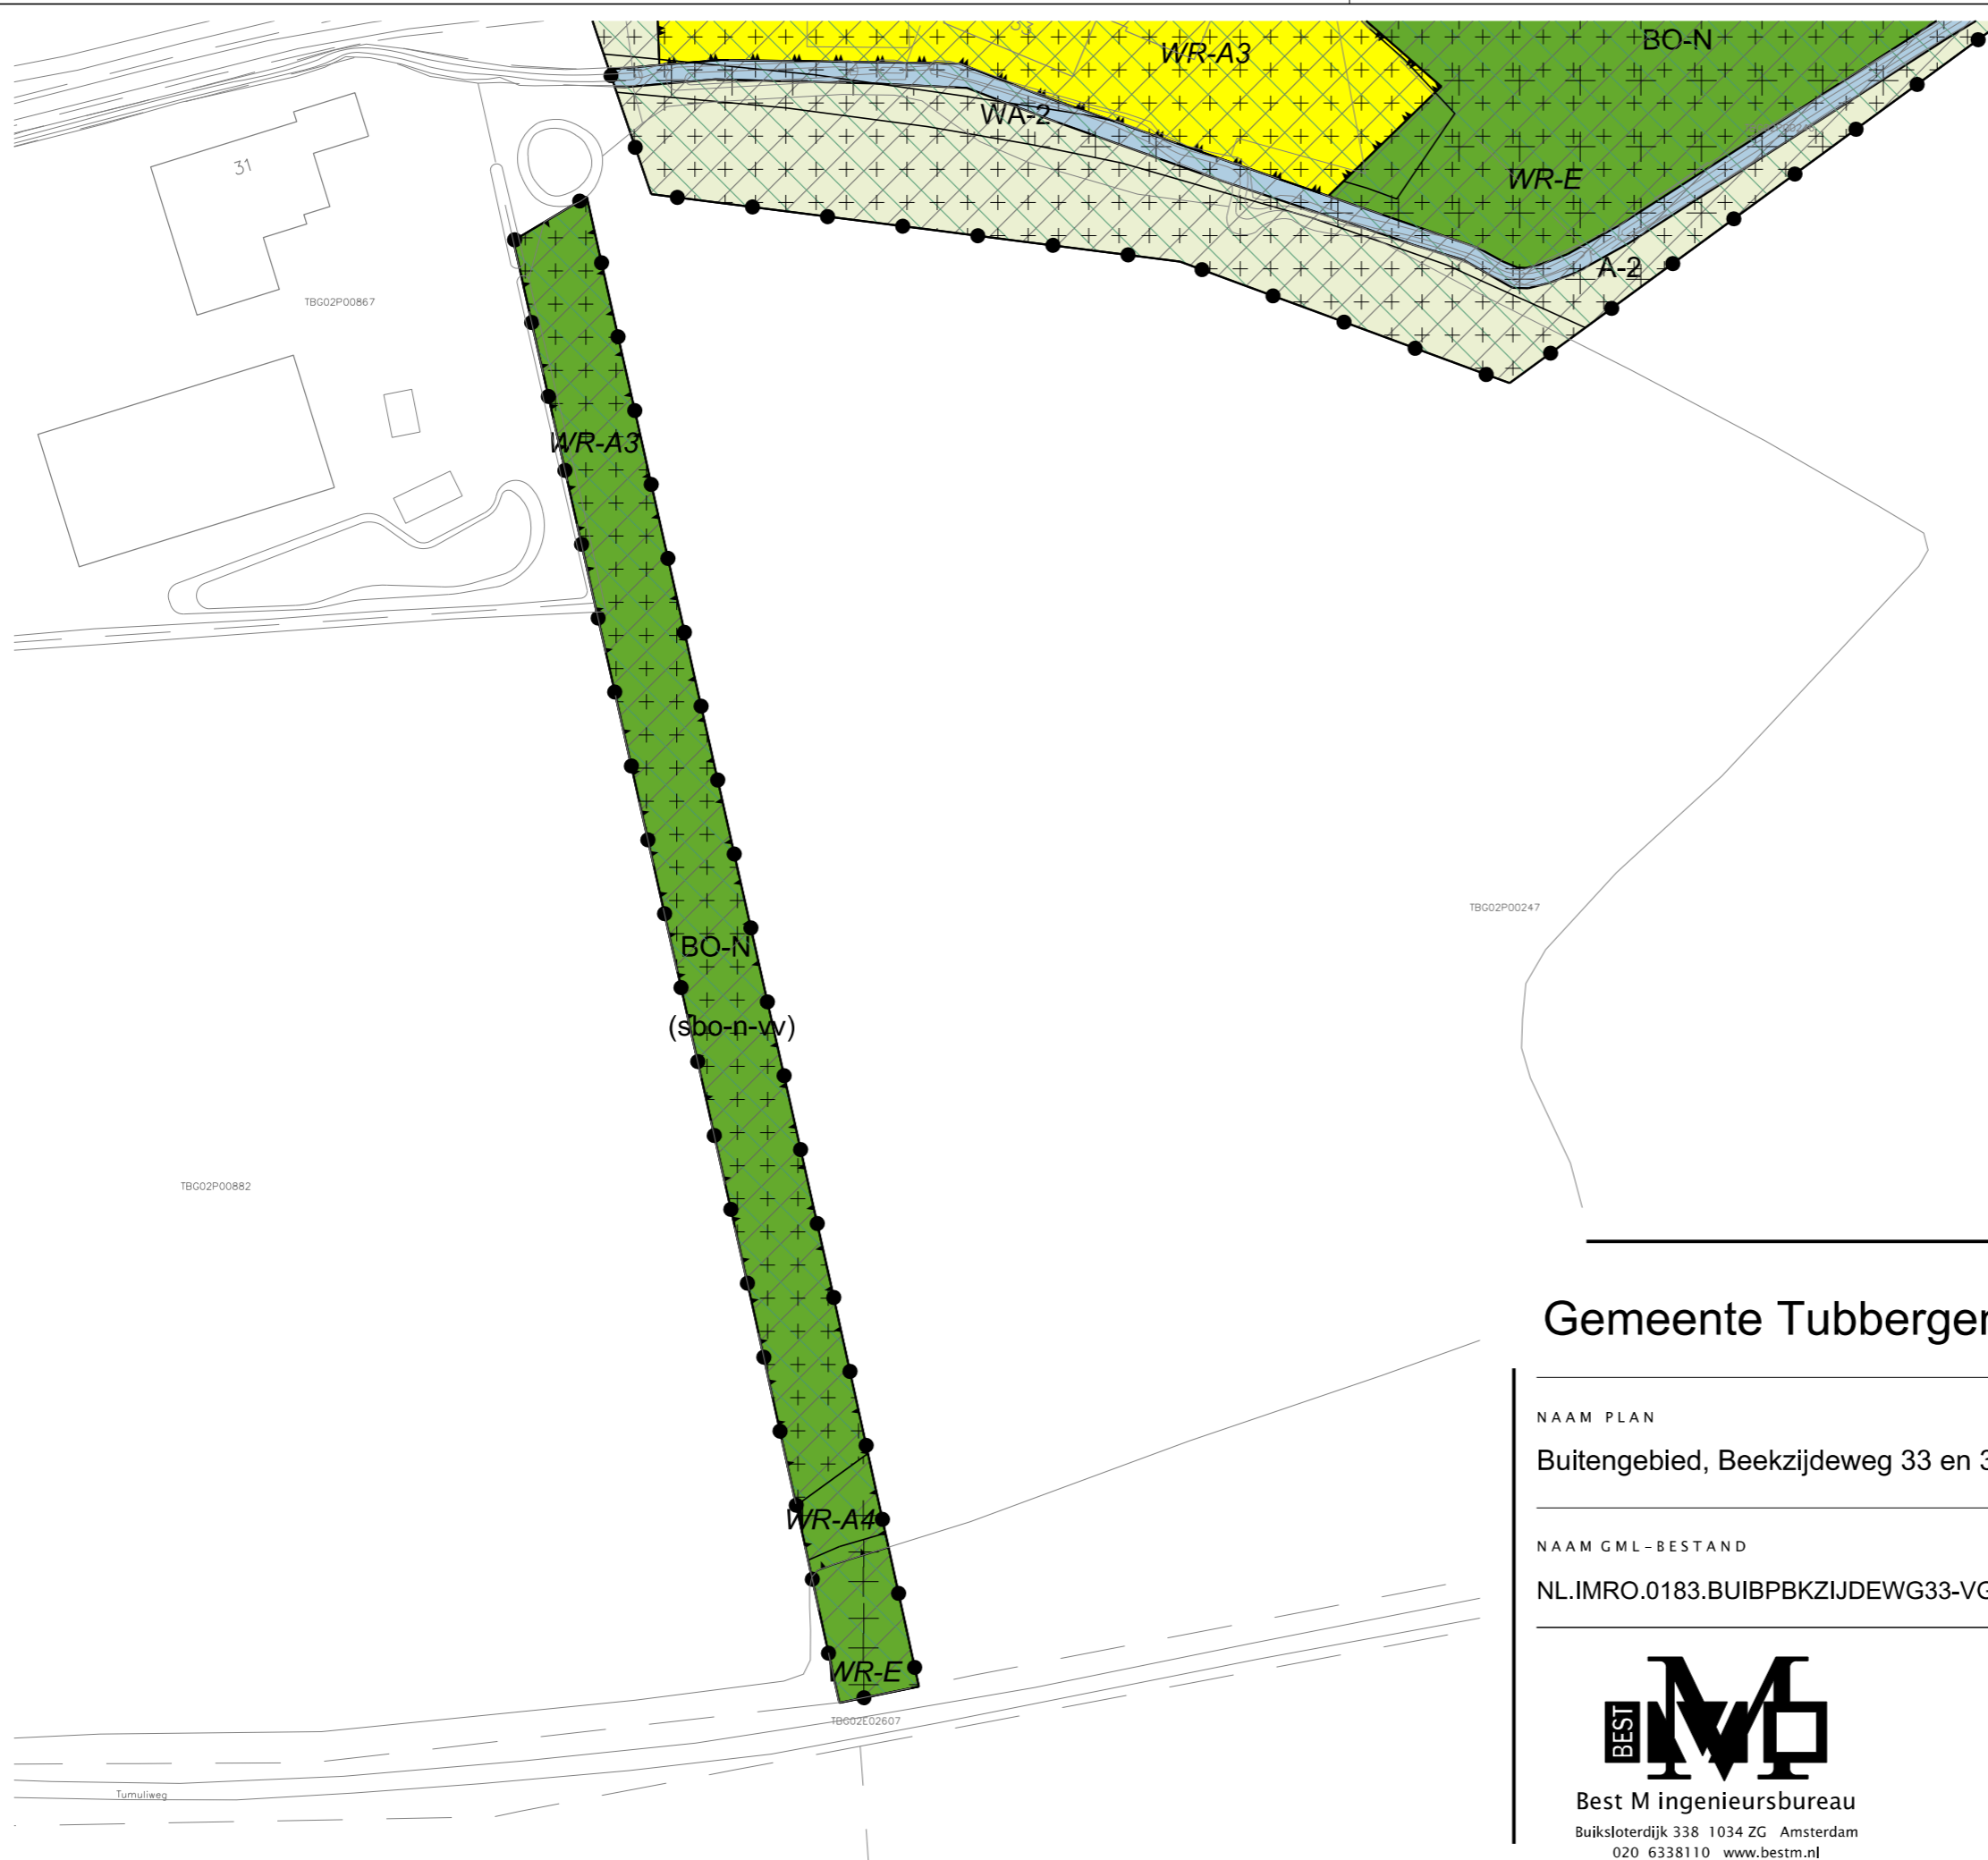 WR-A3
BO-N
WA-2
WR-E
31
A-2
TBG02P00867
WR-A3
TBG02P00247
BO-N
(sbo-n-vv)
TBG02P00882
Gemeente Tubbergen
NAAM PLAN
Buitengebied, Beekzijdeweg 33 en 3
WR-A4
NAAM GML-BESTAND
NL.IMRO.0183.BUIBPBKZIJDEWG33-VG
WR-E
TBG02E02607
Tumuliweg
BEST
M
Best M ingenieursbureau
Buiksloterdijk 338 1034 ZG Amsterdam
020 6338110 www.bestm.nl